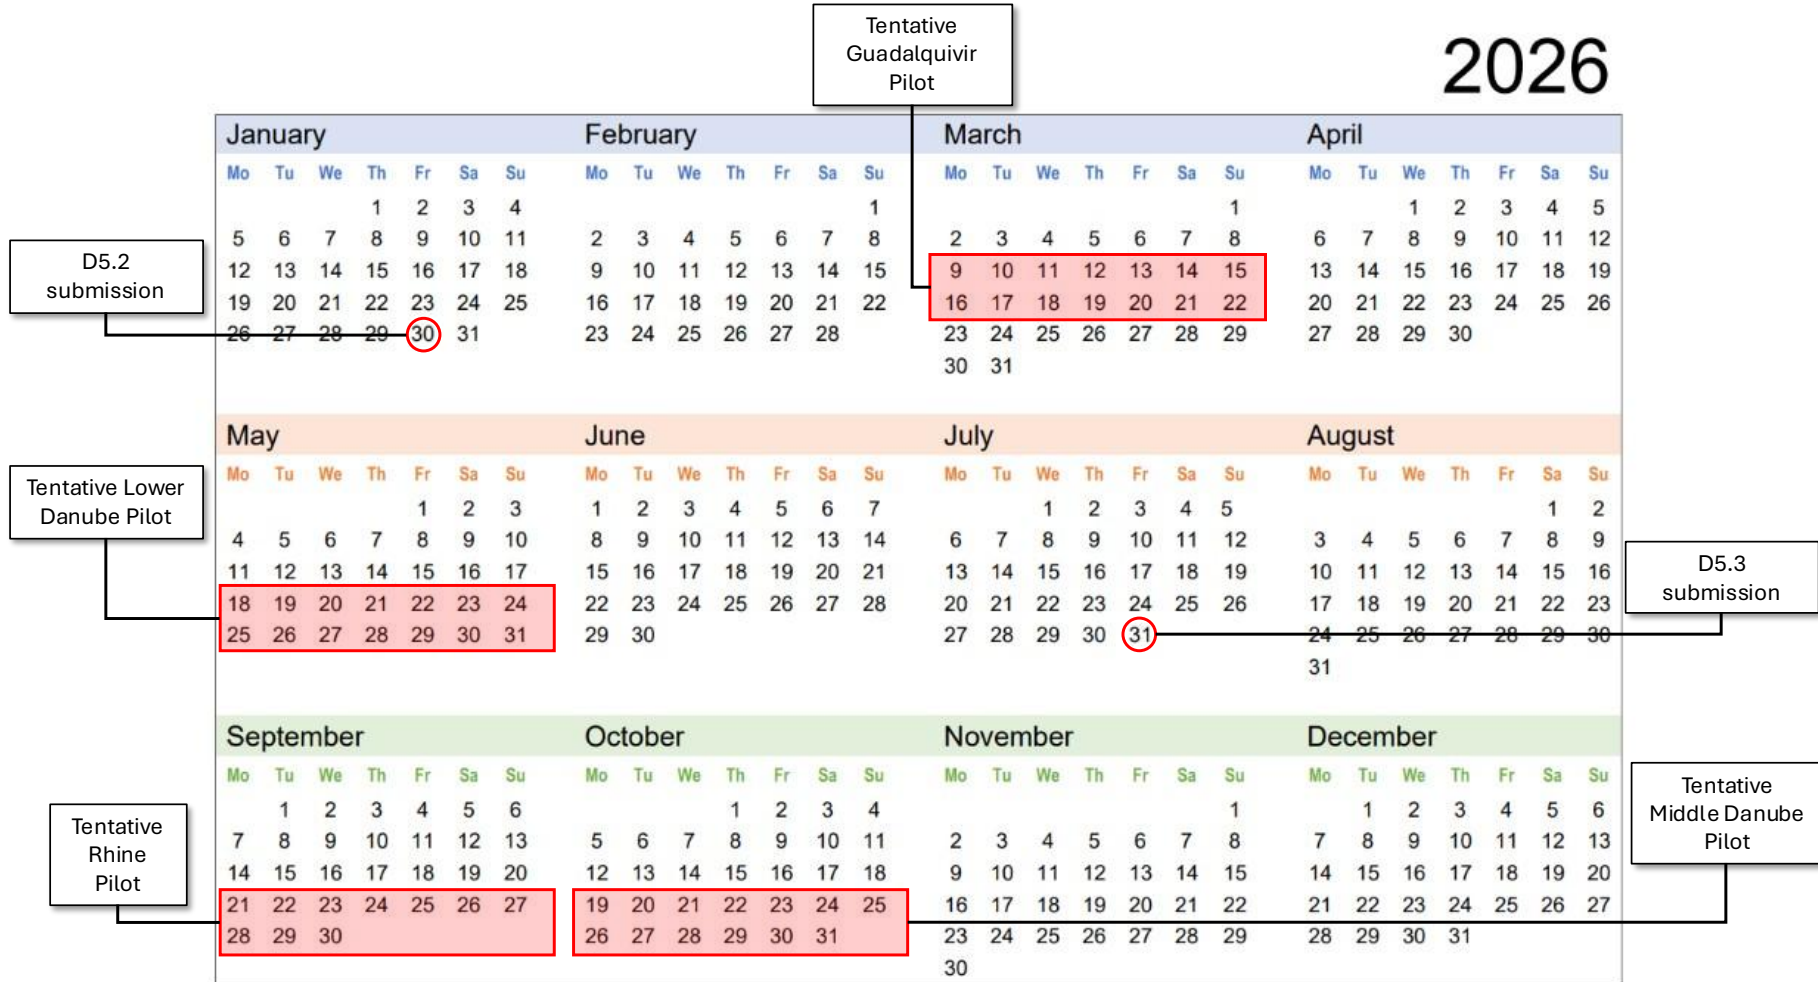 Tentative
Guadalquivir
Pilot
2026
January February March April
Mo Tu We Th Fr Sa Su Mo Tu We Th Fr Sa Su Mo Tu We Th Fr Sa Su Mo Tu We Th Fr Sa Su
1 2 3 4 1 1 1 2 3 4 5
5 6 7 8 9 10 11 2 3 4 5 6 7 8 2 3 4 5 6 7 8 6 7 8 9 10 11 12
D5.2
submission
12 13 14 15 16 17 18 9 10 11 12 13 14 15 9 10 11 12 13 14 15 13 14 15 16 17 18 19
19 20 21 22 23 24 25 16 17 18 19 20 21 22 16 17 18 19 20 21 22 20 21 22 23 24 25 26
26 27 28 29 30 31 23 24 25 26 27 28 23 24 25 26 27 28 29 27 28 29 30
30 31
May June July August
Mo Tu We Th Fr Sa Su Mo Tu We Th Fr Sa Su Mo Tu We Th Fr Sa Su Mo Tu We Th Fr Sa Su
Tentative Lower
Danube Pilot
1 2 3 1 2 3 4 5 6 7 1 2 3 4 5 1 2
4 5 6 7 8 9 10 8 9 10 11 12 13 14 6 7 8 9 10 11 12 3 4 5 6 7 8 9
11 12 13 14 15 16 17 15 16 17 18 19 20 21 13 14 15 16 17 18 19 10 11 12 13 14 15 16
D5.3
submission
18 19 20 21 22 23 24 22 23 24 25 26 27 28 20 21 22 23 24 25 26 17 18 19 20 21 22 23
25 26 27 28 29 30 31 29 30 27 28 29 30 31 24 25 26 27 28 29 30
31
September October November December
Mo Tu We Th Fr Sa Su Mo Tu We Th Fr Sa Su Mo Tu We Th Fr Sa Su Mo Tu We Th Fr Sa Su
Tentative
Middle Danube
Pilot
1 2 3 4 5 6 1 2 3 4 1 1 2 3 4 5 6
Tentative
Rhine
Pilot
7 8 9 10 11 12 13 5 6 7 8 9 10 11 2 3 4 5 6 7 8 7 8 9 10 11 12 13
14 15 16 17 18 19 20 12 13 14 15 16 17 18 9 10 11 12 13 14 15 14 15 16 17 18 19 20
21 22 23 24 25 26 27 19 20 21 22 23 24 25 16 17 18 19 20 21 22 21 22 23 24 25 26 27
28 29 30 26 27 28 29 30 31 23 24 25 26 27 28 29 28 29 30 31
30